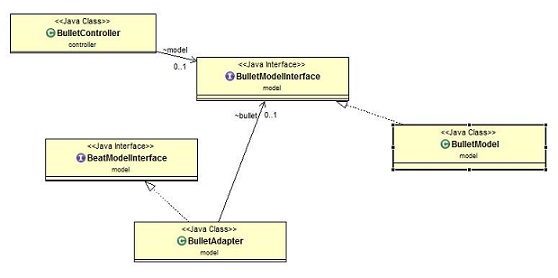 <<Java Class>>
BulletController
controller
~model
0..1
<<Java Interface>>
BulletModelInterface
model
<<Java Class>>
BulletModel
model
~bullet
0..1
<<Java Interface>>
BeatModelInterface
model
<<Java Class>>
BulletAdapter
model